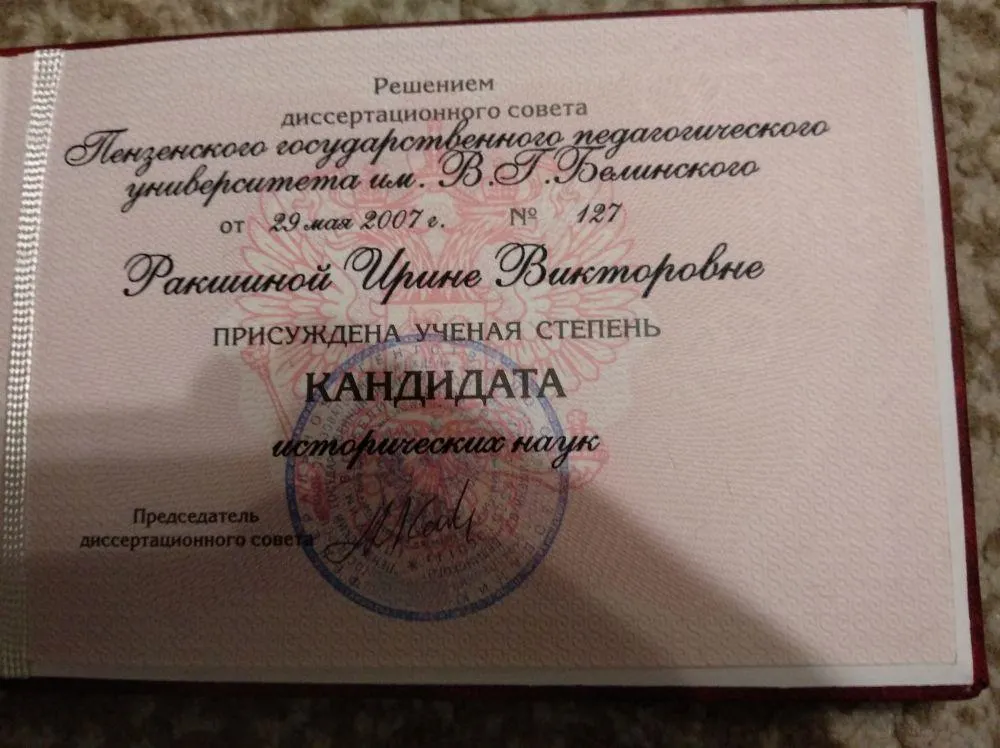 Решением
диссертационного совета
Пензенского государственного педагогического
университета им. В.Г.Белинского
от 29 мая 2007 г. № 127
Ракшиной Ирине Викторовне
ПРИСУЖДЕНА УЧЕНАЯ СТЕПЕНЬ
КАНДИДАТА
исторических наук
Председатель
диссертационного совета